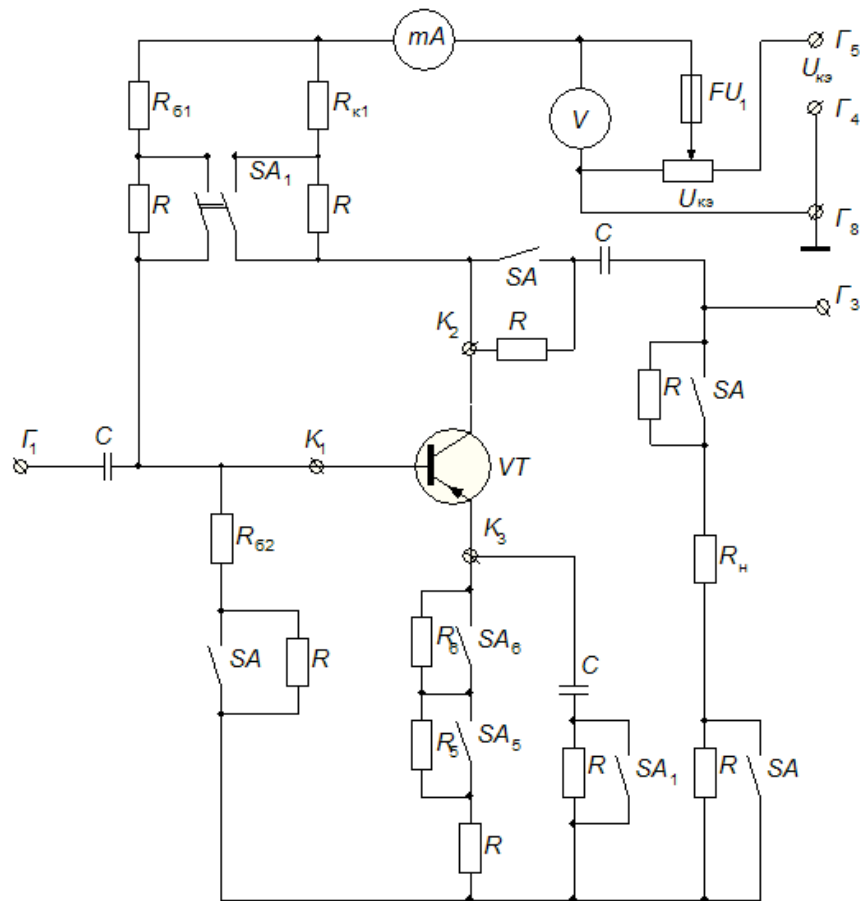 mA
Г₅
Uкэ
Rб1
Rк1
FU₁
Г₄
V
SA₁
R
R
Uкэ
Г₈
C
SA
Г₃
K₂
R
R
SA
Г₁
C
K₁
VT
K₃
Rб2
Rн
R₆
SA₆
SA
R
C
R₅
SA₅
R
SA₁
R
SA
R